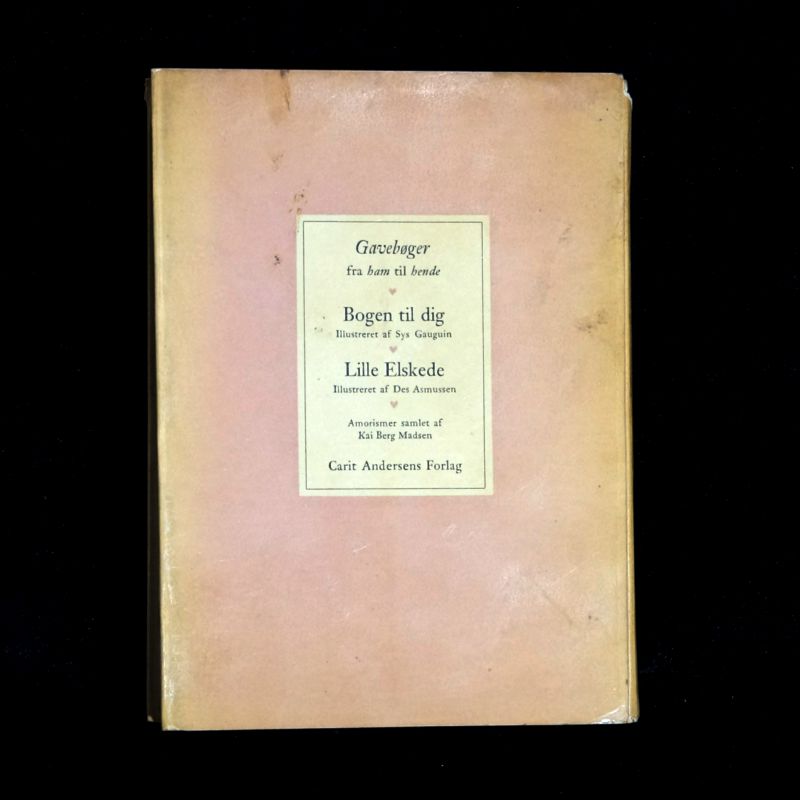 Gavebøger
fra ham til hende
Bogen til dig
Illustreret af Sys Gauguin
Lille Elskede
Illustreret af Des Asmussen
Amorismer samlet af
Kai Berg Madsen
Carit Andersens Forlag